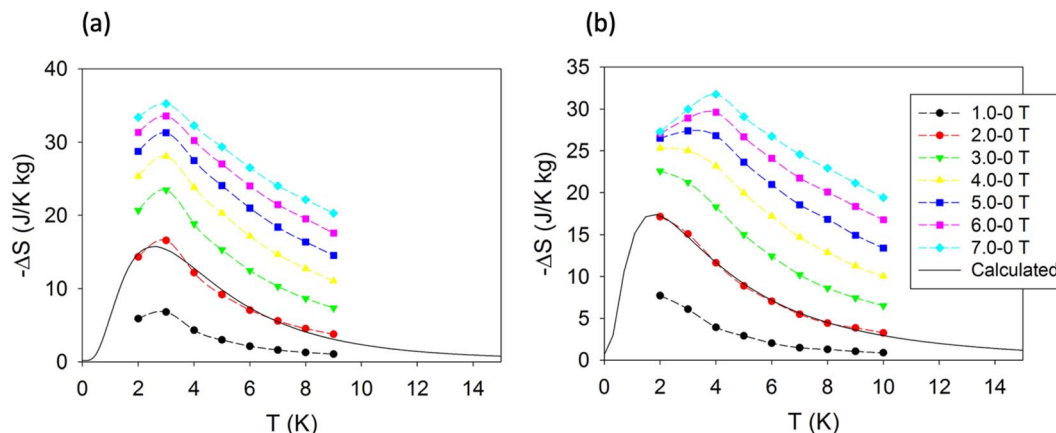 (a)
-ΔS (J/K kg)
40
30
20
10
0
0 2 4 6 8 10 12 14
T (K)
(b)
-ΔS (J/K kg)
35
30
25
20
15
10
5
0
0 2 4 6 8 10 12 14
T (K)
1.0-0 T
2.0-0 T
3.0-0 T
4.0-0 T
5.0-0 T
6.0-0 T
7.0-0 T
Calculated